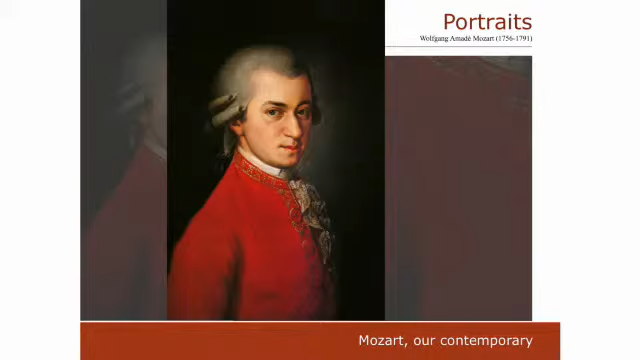 Portraits
Wolfgang Amadé Mozart (1756-1791)
Mozart, our contemporary